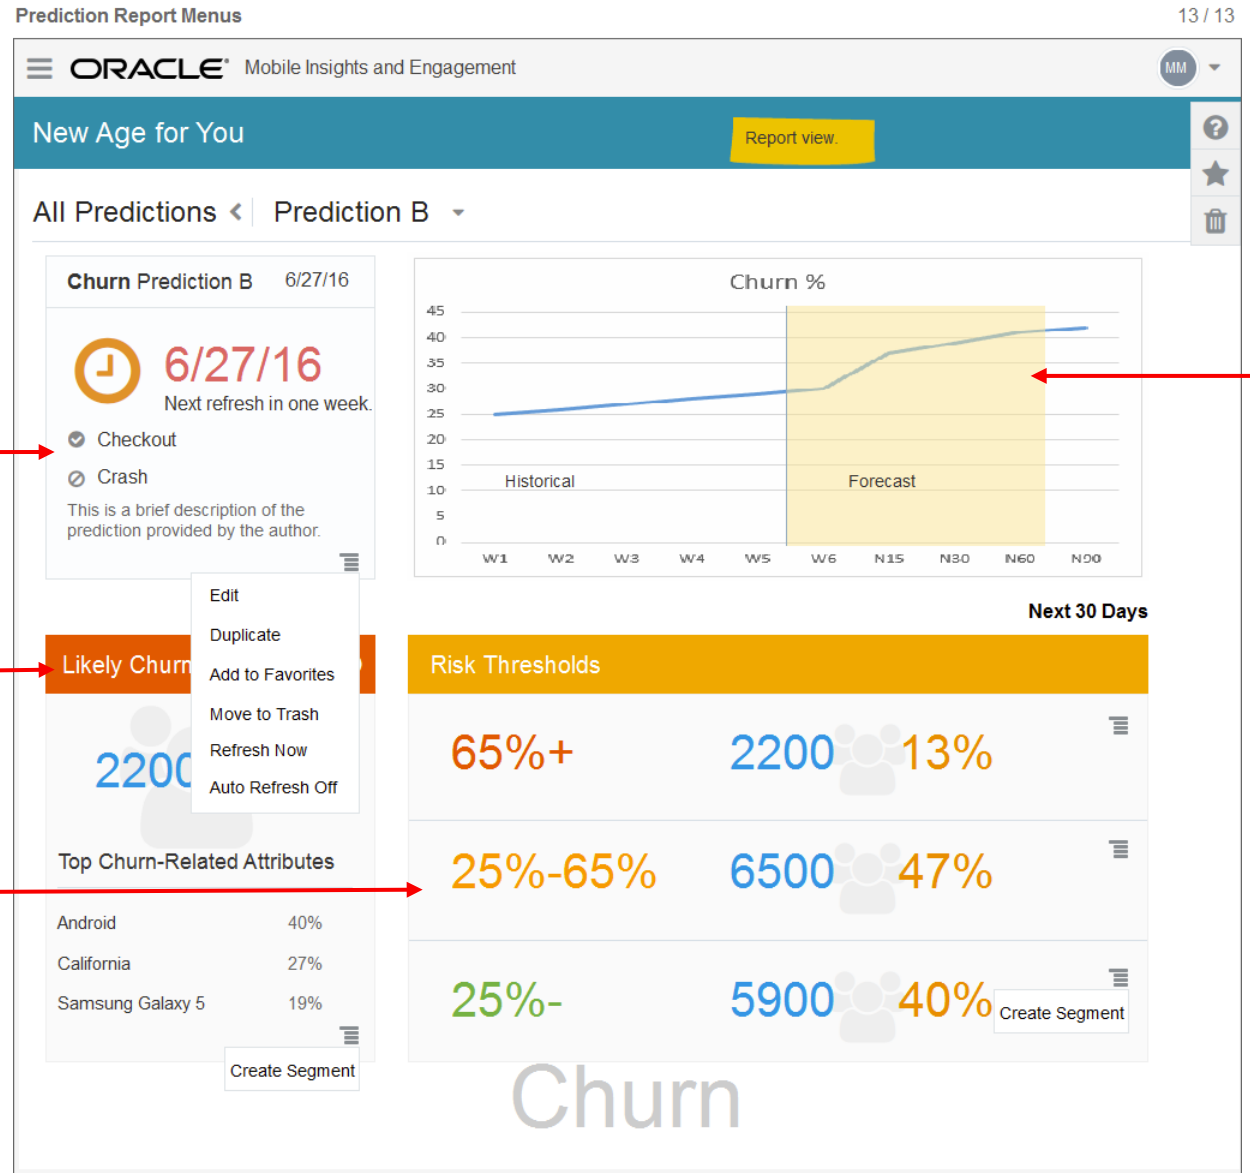 Prediction Report Menus
13 / 13
ORACLE® Mobile Insights and Engagement
MM
New Age for You
Report view.
?
All Predictions < Prediction B
Churn Prediction B 6/27/16
6/27/16
Next refresh in one week.
Checkout
Crash
This is a brief description of the
prediction provided by the author.
Edit
Duplicate
Add to Favorites
Move to Trash
Refresh Now
Auto Refresh Off
Churn %
45
40
35
30
25
20
15
10
5
0
Historical
Forecast
W1 W2 W3 W4 W5 W6 N15 N30 N60 N90
Next 30 Days
Likely Churn
2200
Top Churn-Related Attributes
Android 40%
California 27%
Samsung Galaxy 5 19%
Create Segment
Risk Thresholds
65%+ 2200 13%
25%-65% 6500 47%
25%- 5900 40%
Create Segment
Churn